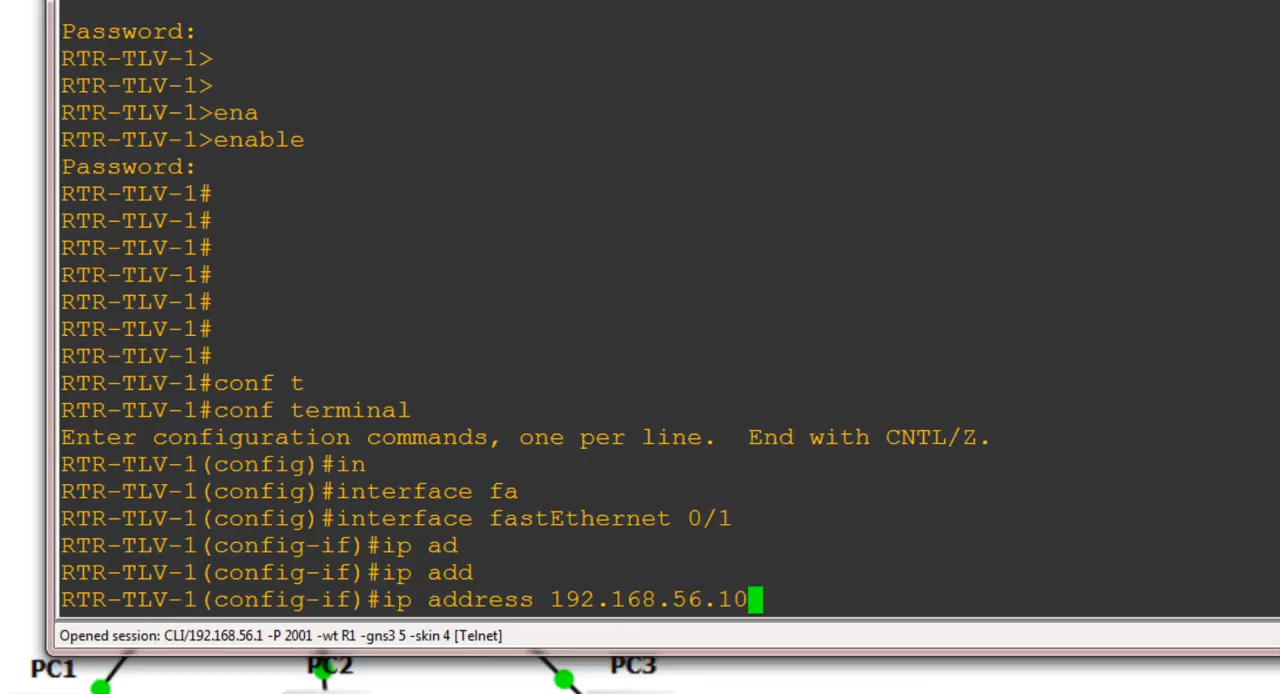 Password:
RTR-TLV-1>
RTR-TLV-1>
RTR-TLV-1>ena
RTR-TLV-1>enable
Password:
RTR-TLV-1#
RTR-TLV-1#
RTR-TLV-1#
RTR-TLV-1#
RTR-TLV-1#
RTR-TLV-1#
RTR-TLV-1#
RTR-TLV-1#conf t
RTR-TLV-1#conf terminal
Enter configuration commands, one per line.  End with CNTL/Z.
RTR-TLV-1(config)#in
RTR-TLV-1(config)#interface fa
RTR-TLV-1(config)#interface fastEthernet 0/1
RTR-TLV-1(config-if)#ip ad
RTR-TLV-1(config-if)#ip add
RTR-TLV-1(config-if)#ip address 192.168.56.10
Opened session: CLI/192.168.56.1 -P 2001 -wt R1 -gns3 5 -skin 4 [Telnet]
PC1 PC2 PC3